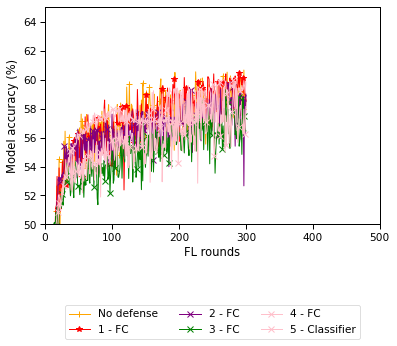 64
62
60
58
56
54
52
50
Model accuracy (%)
0 100 200 300 400 500
FL rounds
No defense 2 - FC 4 - FC
1 - FC 3 - FC 5 - Classifier